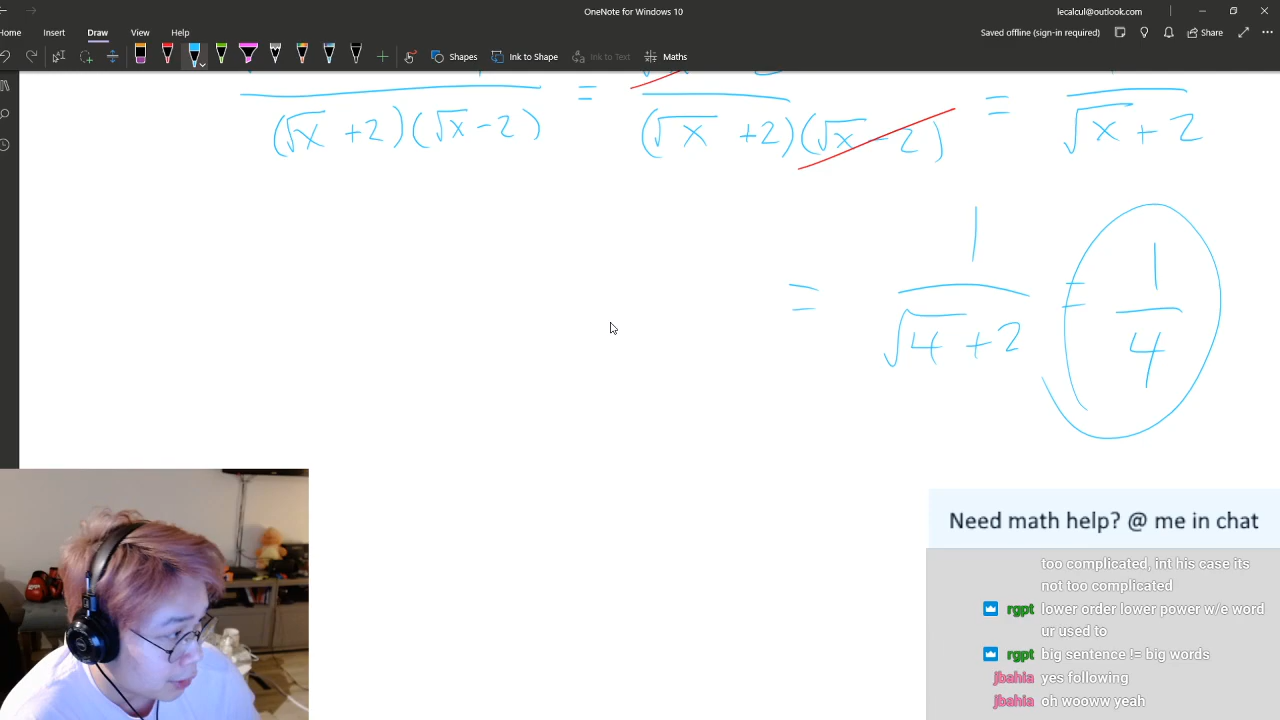 OneNote for Windows 10
lecalcul@outlook.com
Home Insert Draw View Help
Saved offline (sign-in required) Share
Shapes Ink to Shape Ink to Text Maths
(√x +2)(√x-2) = (√x +2)(√x-2) = √x + 2
= 1/(√4 +2) = 1/4
Need math help? @ me in chat
too complicated, int his case its
not too complicated
rgpt lower order lower power w/e word
ur used to
rgpt big sentence != big words
jbahia yes following
jbahia oh wooww yeah